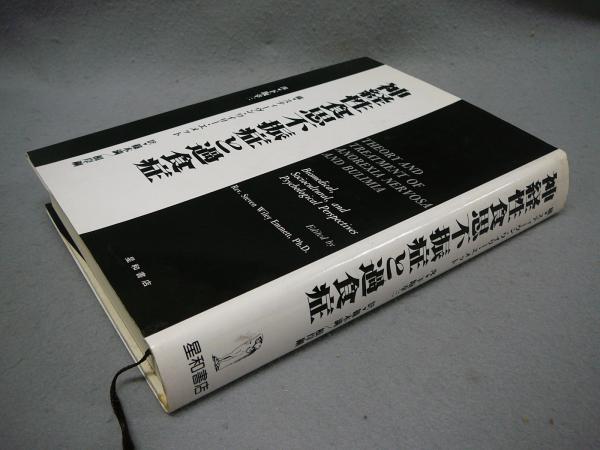 神経性食思不振症と過食症
THEORY AND
TREATMENT OF
ANOREXIA NERVOSA
AND BULIMIA
Biomedical,
Sociocultural, and
Psychological Perspectives
Edited by
Rev. Steven Wiley Emmett, Ph.D.
星和書店
神経性食思不振症と過食症
星和書店